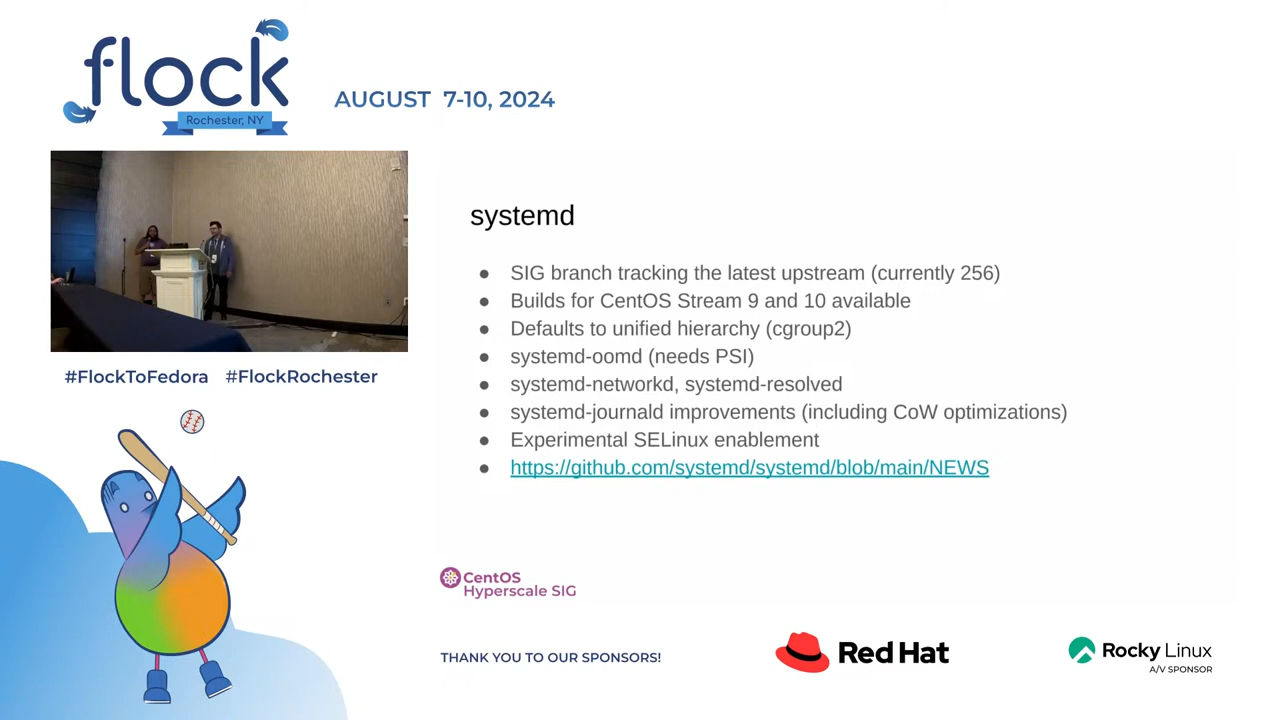 flock
Rochester, NY
AUGUST 7-10, 2024
systemd
● SIG branch tracking the latest upstream (currently 256)
● Builds for CentOS Stream 9 and 10 available
● Defaults to unified hierarchy (cgroup2)
● systemd-oomd (needs PSI)
● systemd-networkd, systemd-resolved
● systemd-journald improvements (including CoW optimizations)
● Experimental SELinux enablement
● https://github.com/systemd/systemd/blob/main/NEWS
#FlockToFedora #FlockRochester
CentOS
Hyperscale SIG
THANK YOU TO OUR SPONSORS!
Red Hat
Rocky Linux
A/V SPONSOR